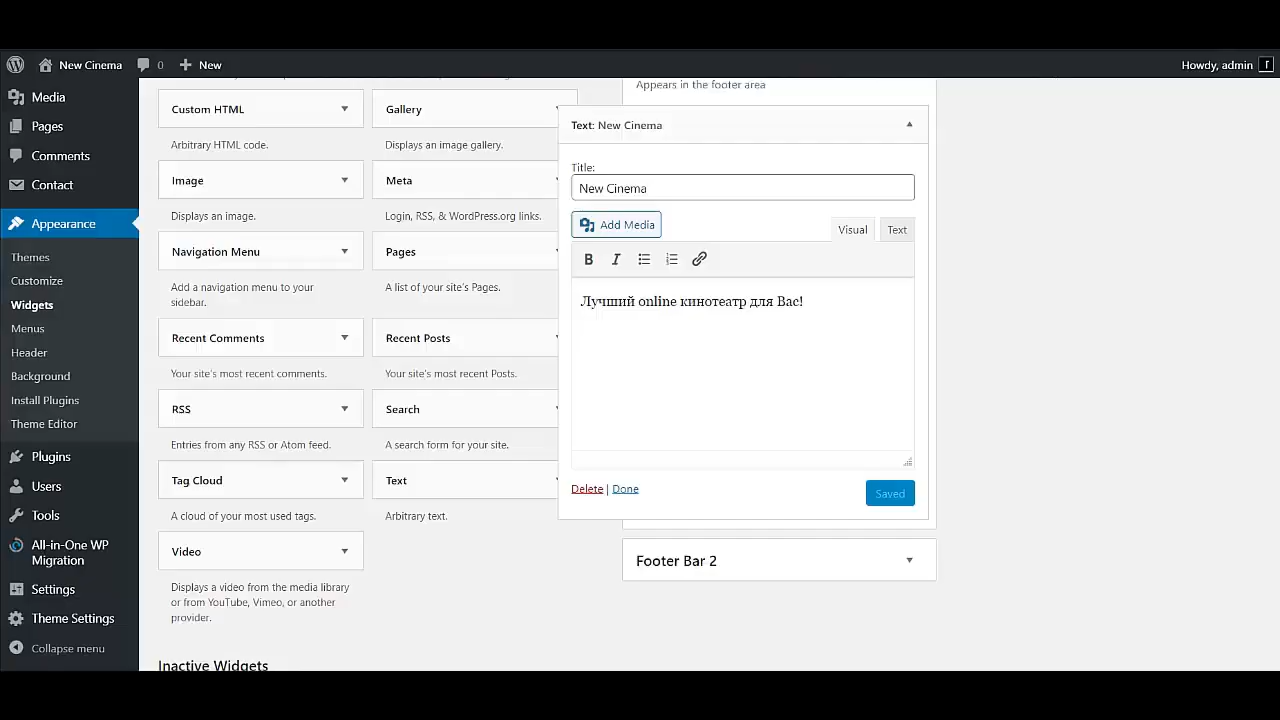 New Cinema
0
New
Howdy, admin
Media
Pages
Comments
Contact
Appearance
Themes
Customize
Widgets
Menus
Header
Background
Install Plugins
Theme Editor
Plugins
Users
Tools
All-in-One WP
Migration
Settings
Theme Settings
Collapse menu
Custom HTML
Arbitrary HTML code.
Image
Displays an image.
Navigation Menu
Add a navigation menu to your
sidebar.
Recent Comments
Your site's most recent comments.
RSS
Entries from any RSS or Atom feed.
Tag Cloud
A cloud of your most used tags.
Video
Displays a video from the media library
or from YouTube, Vimeo, or another
provider.
Inactive Widgets
Gallery
Displays an image gallery.
Meta
Login, RSS, & WordPress.org links.
Pages
A list of your site's Pages.
Recent Posts
Your site's most recent Posts.
Search
A search form for your site.
Text
Arbitrary text.
Appears in the footer area
Text: New Cinema
Title:
New Cinema
Add Media
Visual
Text
B I
Лучший online кинотеатр для Вас!
Delete | Done
Saved
Footer Bar 2